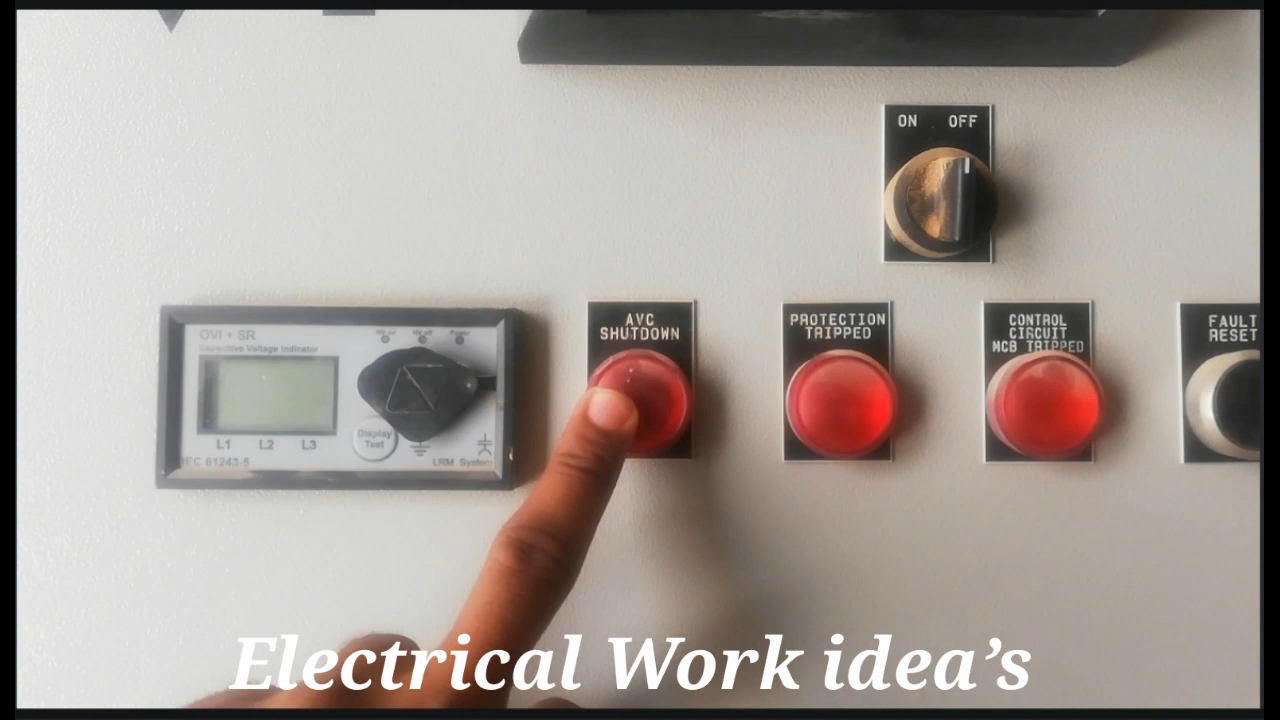 ON OFF
OVI + SR
Capacitive Voltage Indicator
L1 L2 L3
Display
Test
IEC 61243-5
LRM System
AVC
SHUTDOWN
PROTECTION
TRIPPED
CONTROL
CIRCUIT
MCB TRIPPED
FAULT
RESET
Electrical Work idea’s